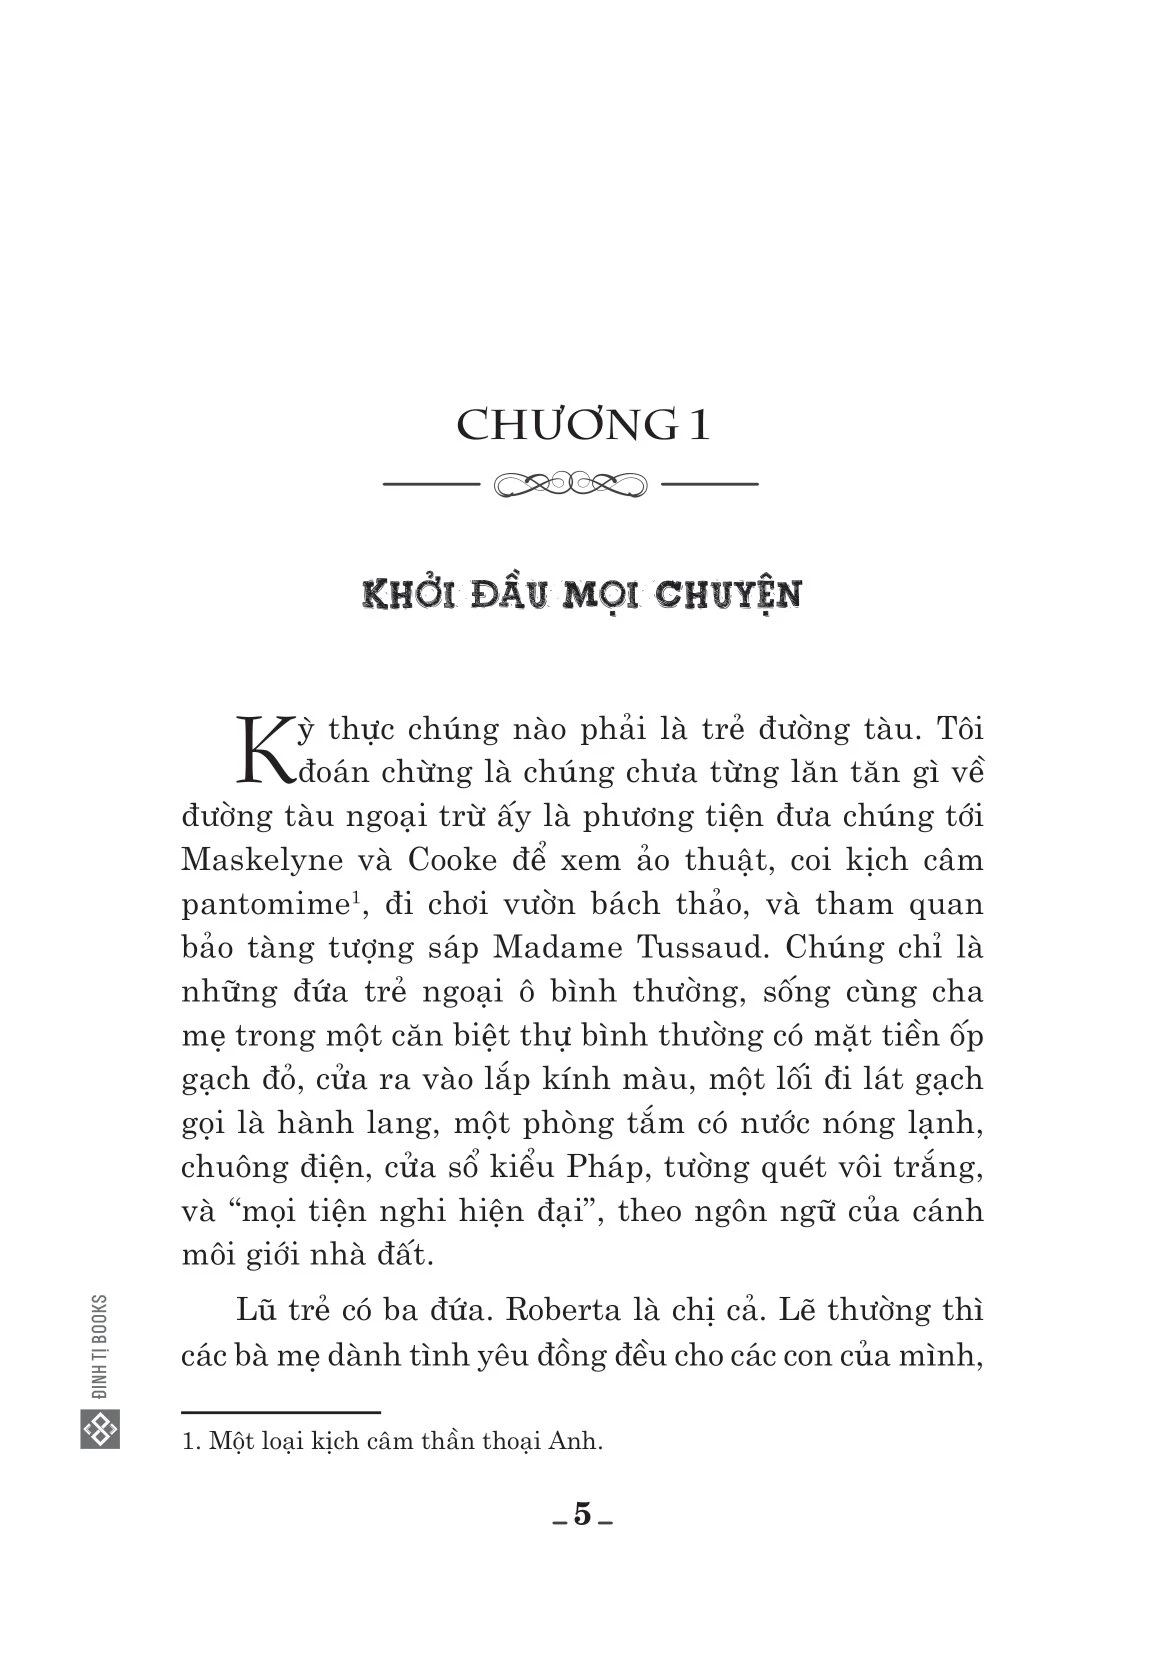 CHƯƠNG 1
KHỞI ĐẦU MỌI CHUYỆN
Kỳ thực chúng nào phải là trẻ đường tàu. Tôi
đoán chừng là chúng chưa từng lăn tăn gì về
đường tàu ngoại trừ ấy là phương tiện đưa chúng tới
Maskelyne và Cooke để xem ảo thuật, coi kịch câm
pantomime¹, đi chơi vườn bách thảo, và tham quan
bảo tàng tượng sáp Madame Tussaud. Chúng chỉ là
những đứa trẻ ngoại ô bình thường, sống cùng cha
mẹ trong một căn biệt thự bình thường có mặt tiền ốp
gạch đỏ, cửa ra vào lắp kính màu, một lối đi lát gạch
gọi là hành lang, một phòng tắm có nước nóng lạnh,
chuông điện, cửa sổ kiểu Pháp, tường quét vôi trắng,
và “mọi tiện nghi hiện đại”, theo ngôn ngữ của cánh
môi giới nhà đất.
Lũ trẻ có ba đứa. Roberta là chị cả. Lẽ thường thì
các bà mẹ dành tình yêu đồng đều cho các con của mình,
1. Một loại kịch câm thần thoại Anh.
5
ĐINH TỊ BOOKS